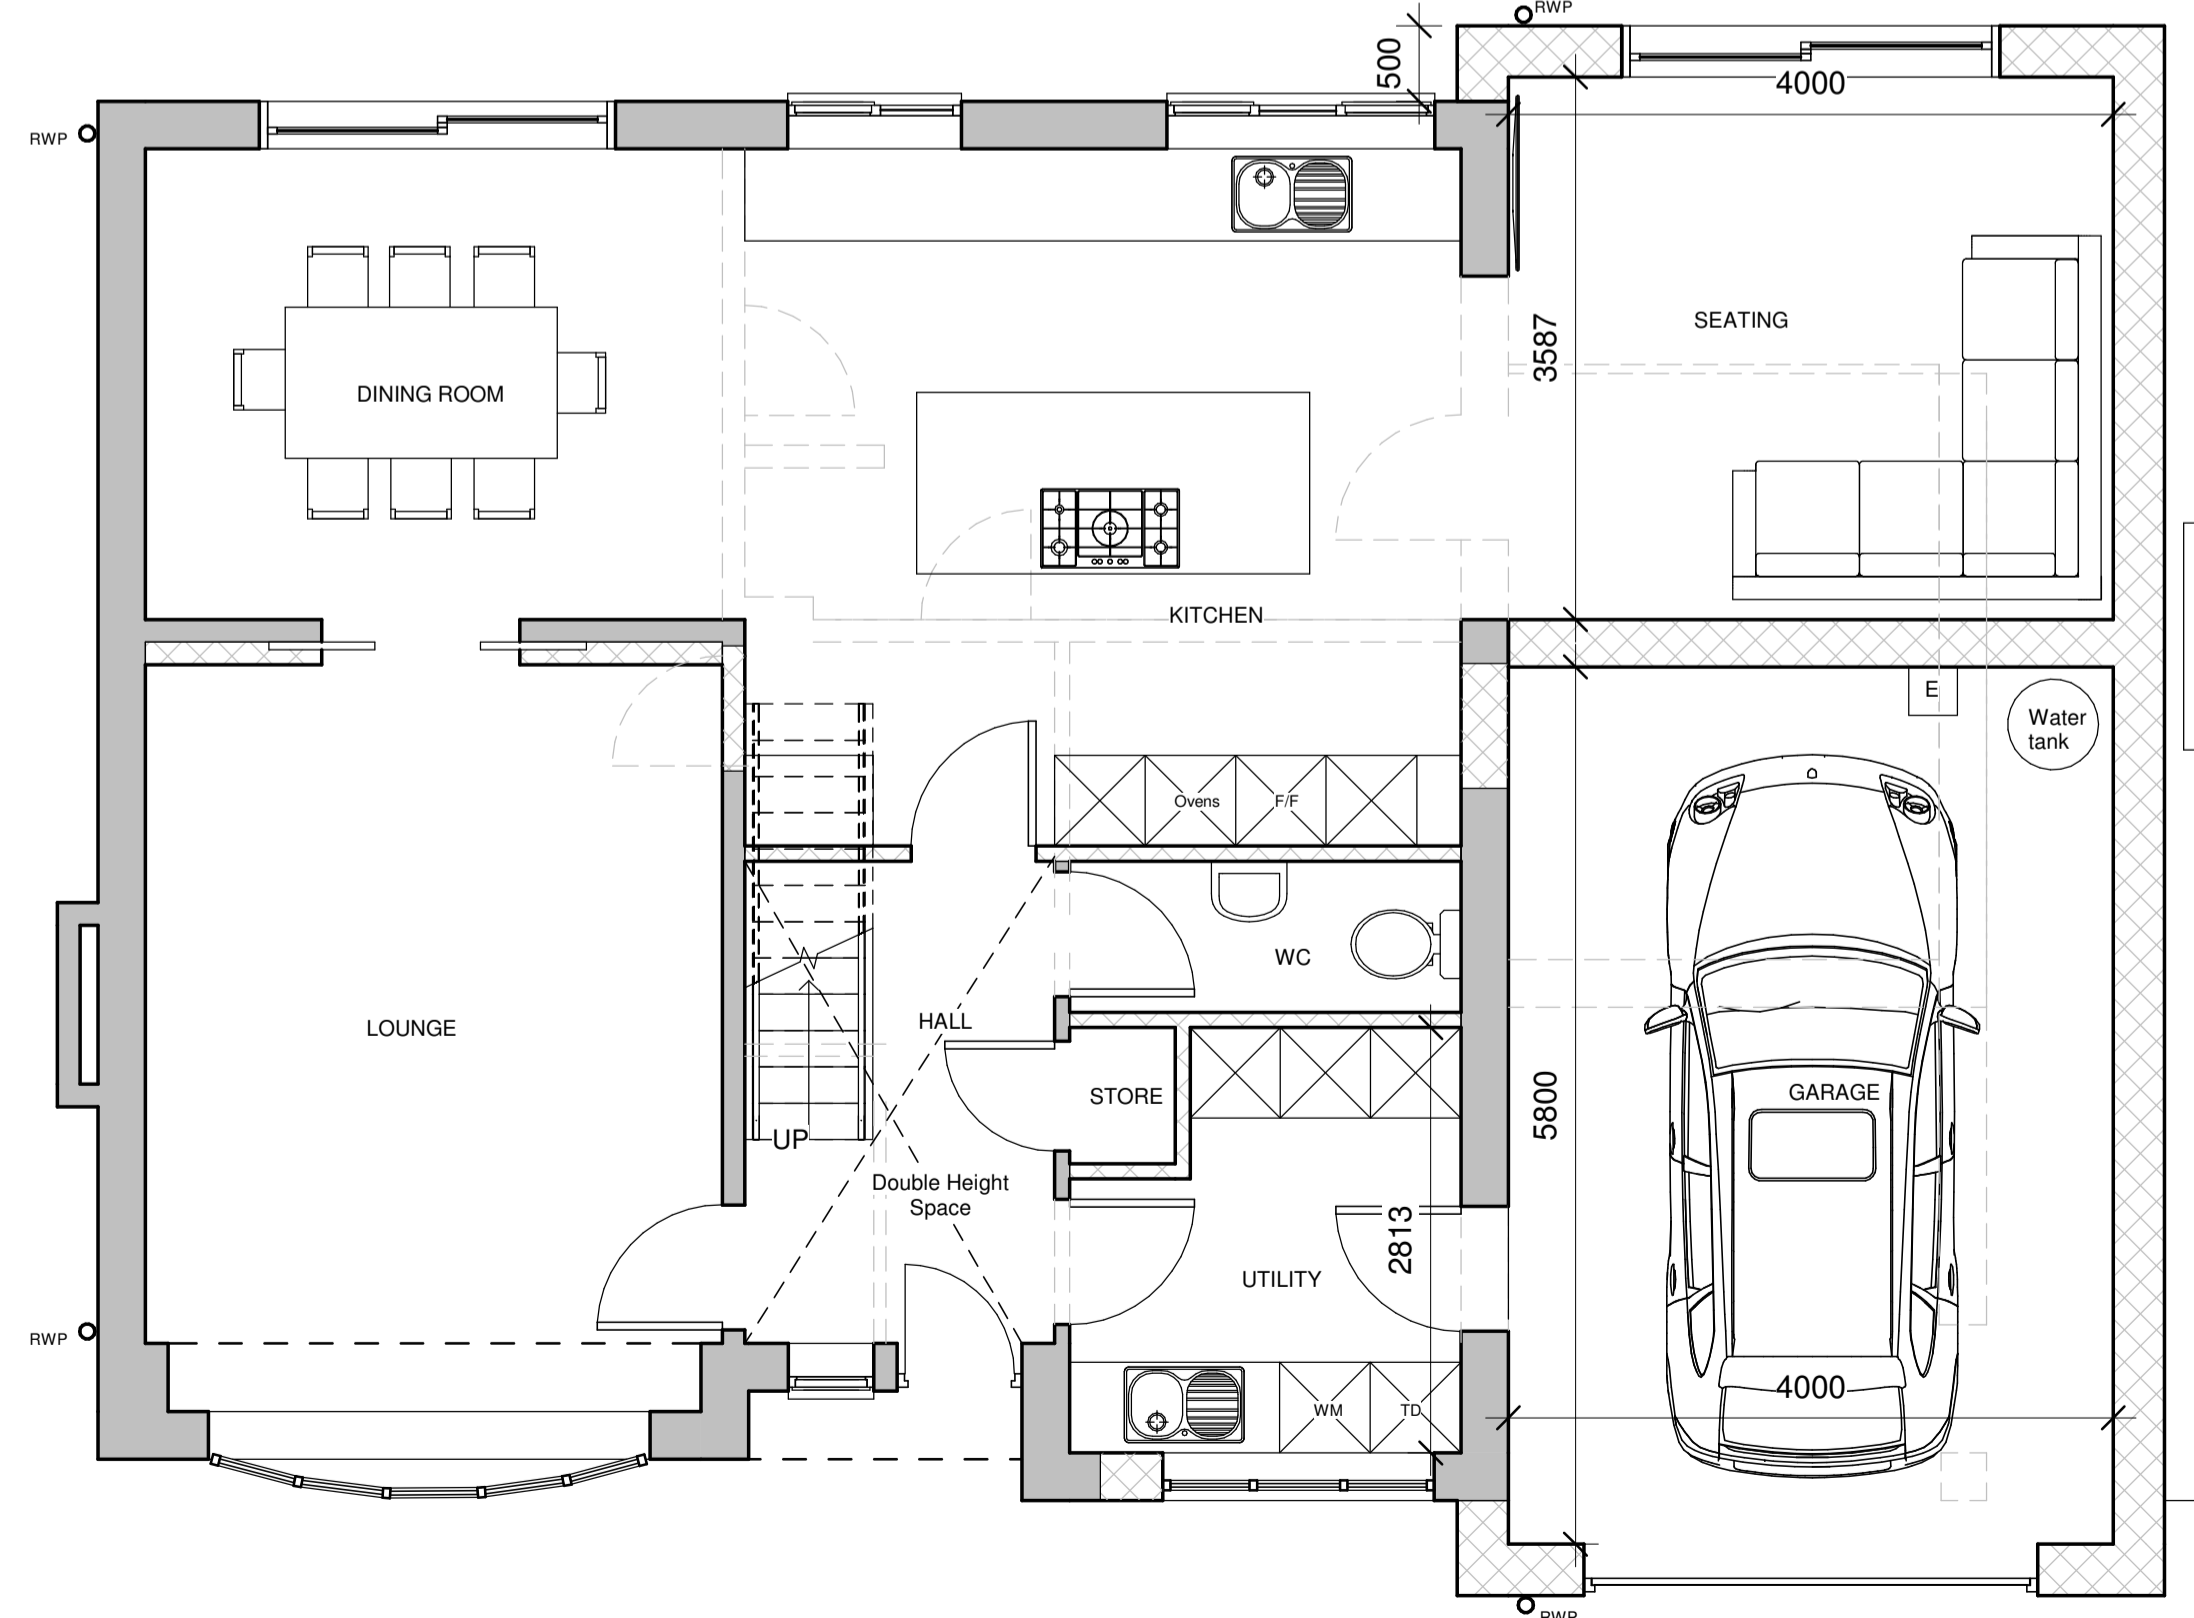 RWP
500
4000
RWP
SEATING
3587
DINING ROOM
KITCHEN
E
Water
tank
Ovens
F/F
WC
HALL
LOUNGE
STORE
GARAGE
5800
UP
Double Height
Space
2813
UTILITY
RWP
4000
WM
TD
RWP